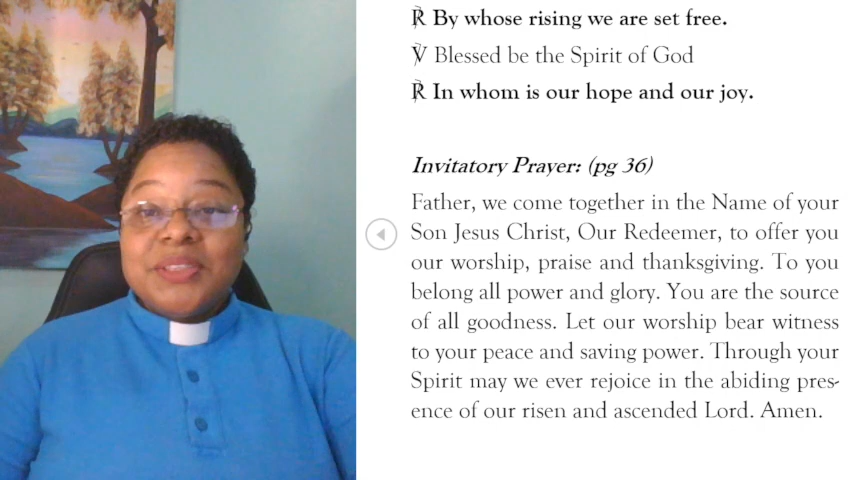 ℟ By whose rising we are set free.
℣ Blessed be the Spirit of God
℟ In whom is our hope and our joy.
Invitatory Prayer: (pg 36)
Father, we come together in the Name of your
Son Jesus Christ, Our Redeemer, to offer you
our worship, praise and thanksgiving. To you
belong all power and glory. You are the source
of all goodness. Let our worship bear witness
to your peace and saving power. Through your
Spirit may we ever rejoice in the abiding pres-
ence of our risen and ascended Lord. Amen.